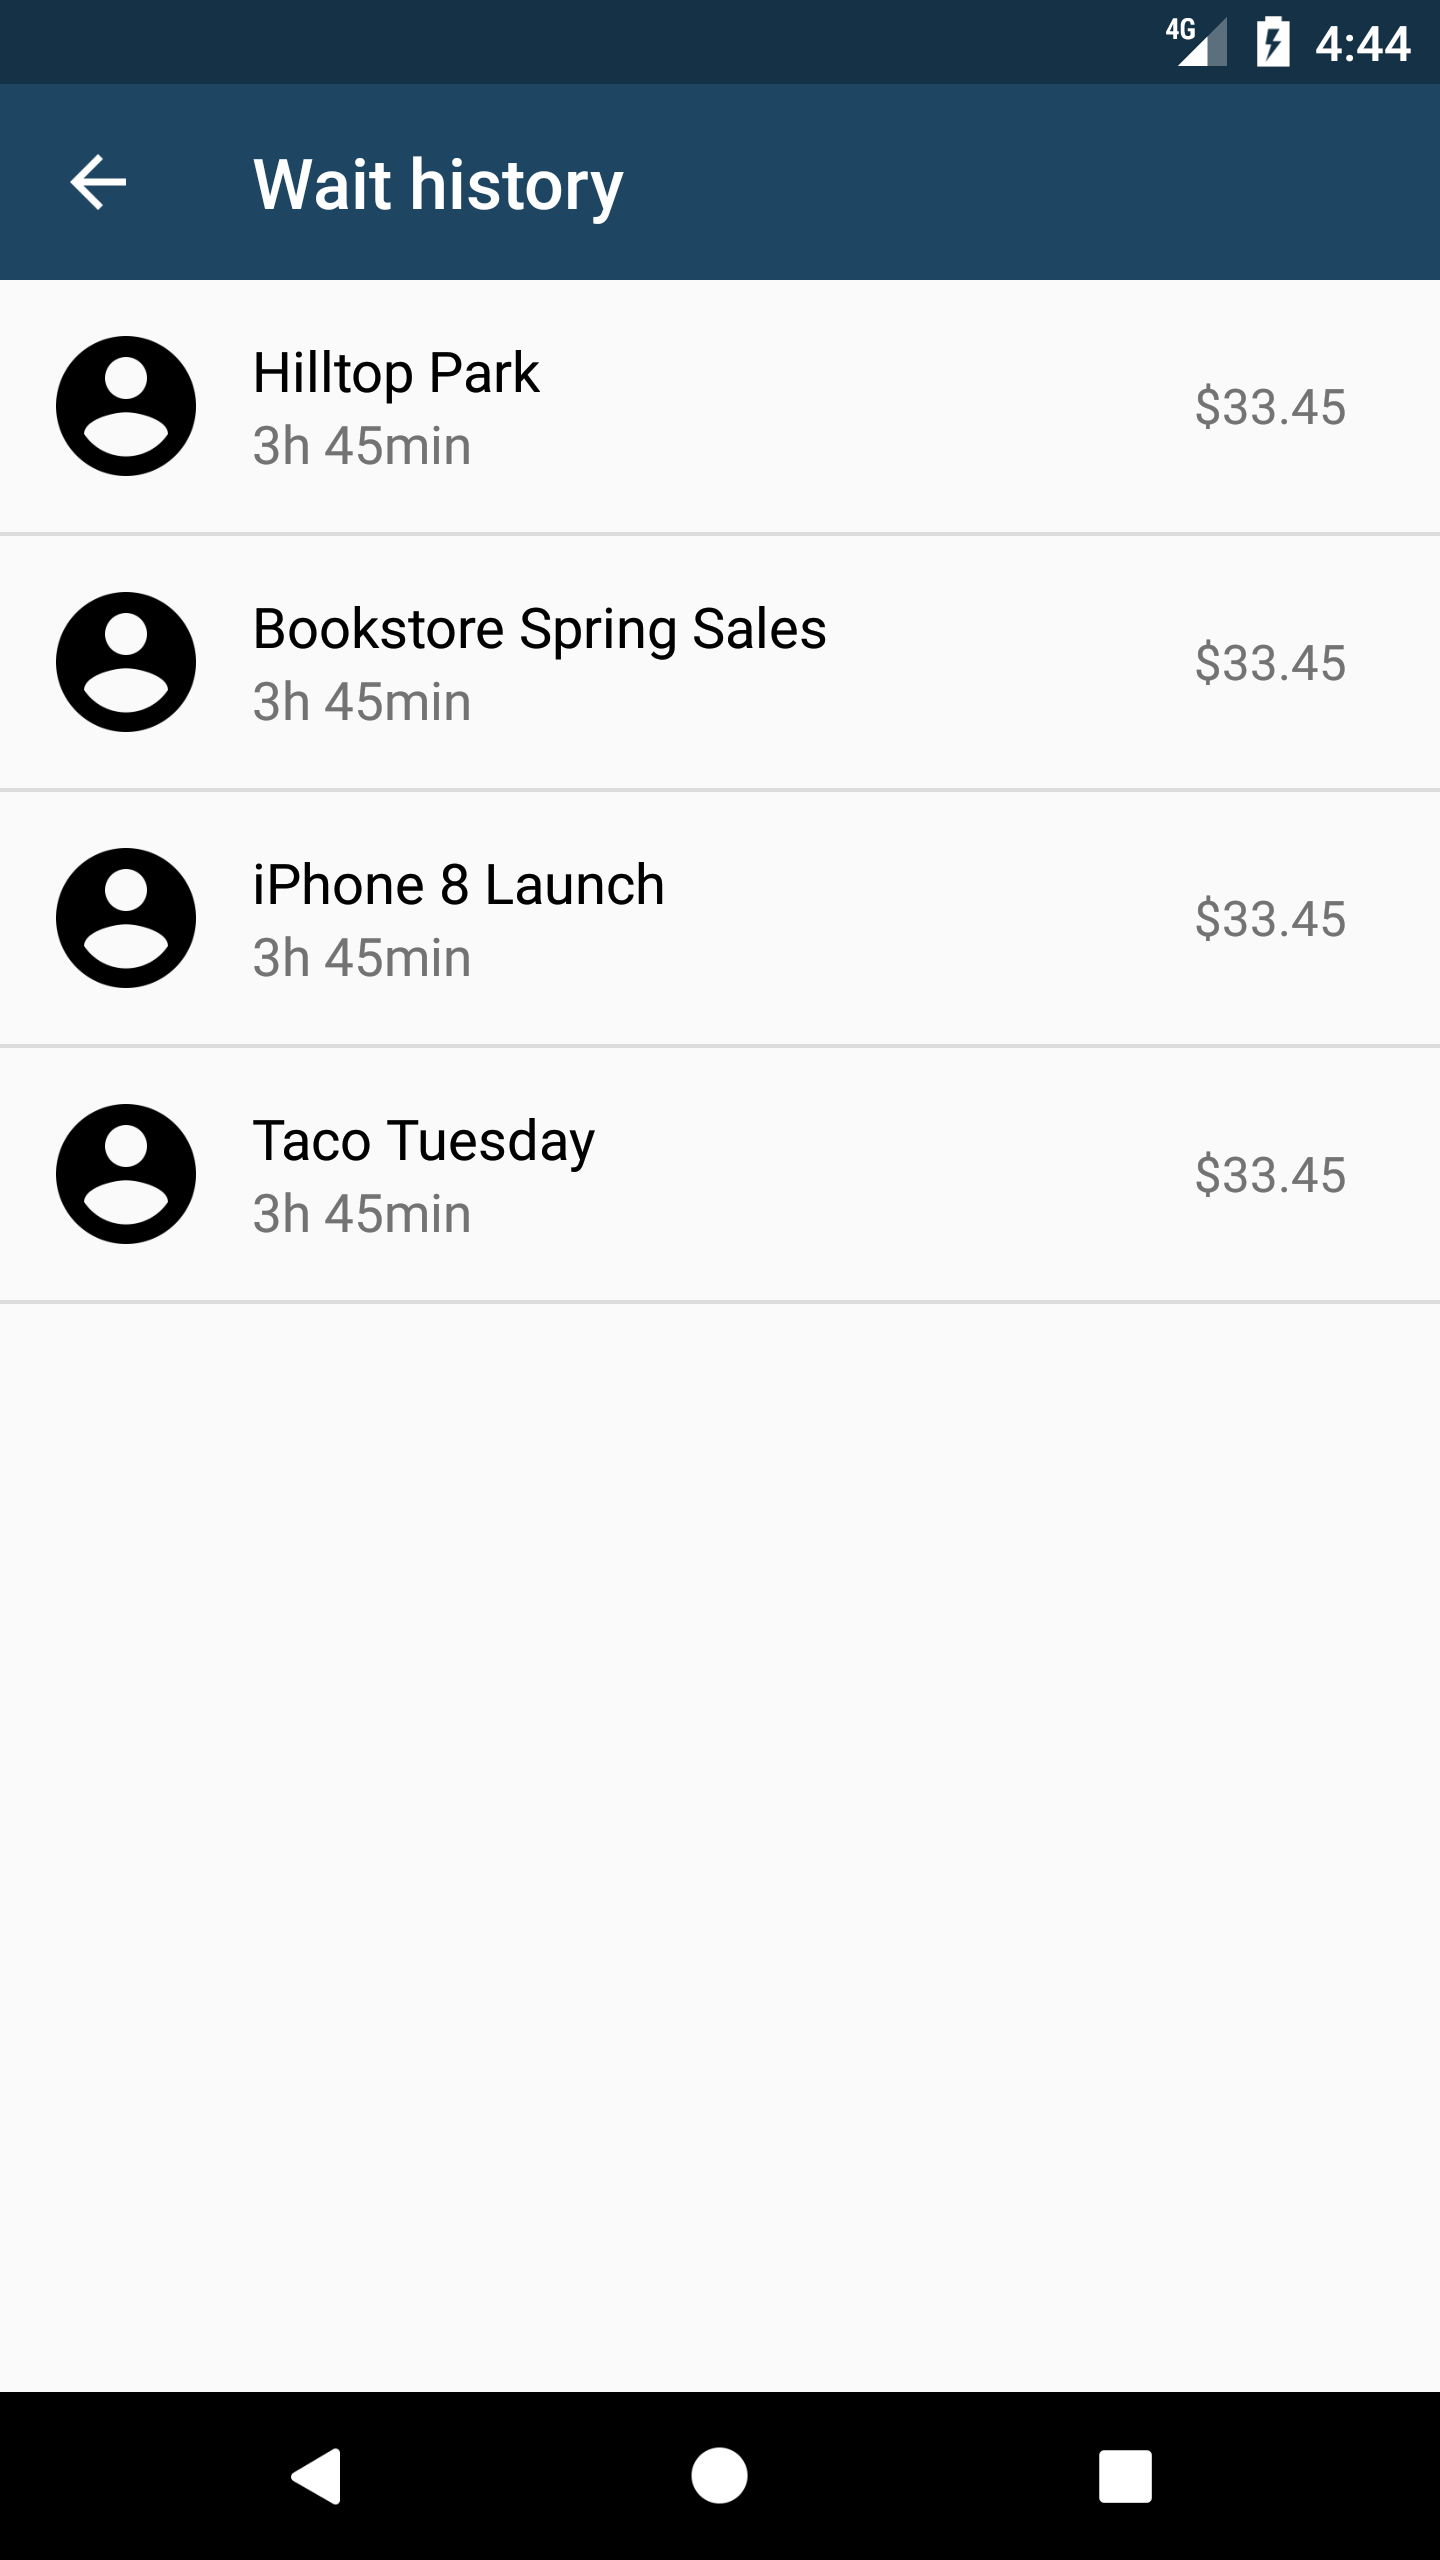 4G 4:44
Wait history
Hilltop Park
3h 45min
$33.45
Bookstore Spring Sales
3h 45min
$33.45
iPhone 8 Launch
3h 45min
$33.45
Taco Tuesday
3h 45min
$33.45